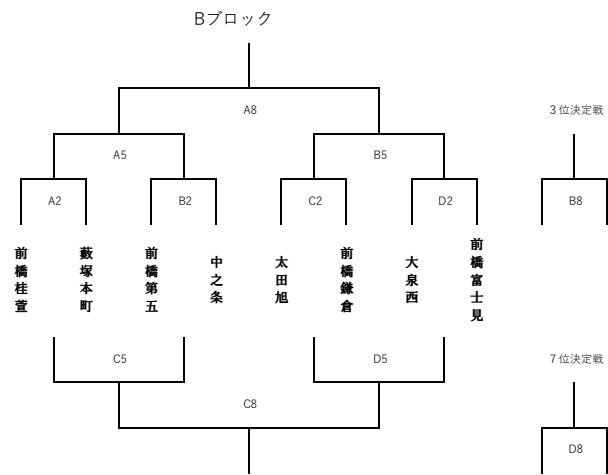 Bブロック
A8
3位決定戦
A5
B5
A2
B2
C2
D2
B8
前橋桂萱
藪塚本町
前橋第五
中之条
太田旭
前橋鎌倉
大泉西
前橋富士見
C5
D5
7位決定戦
C8
D8